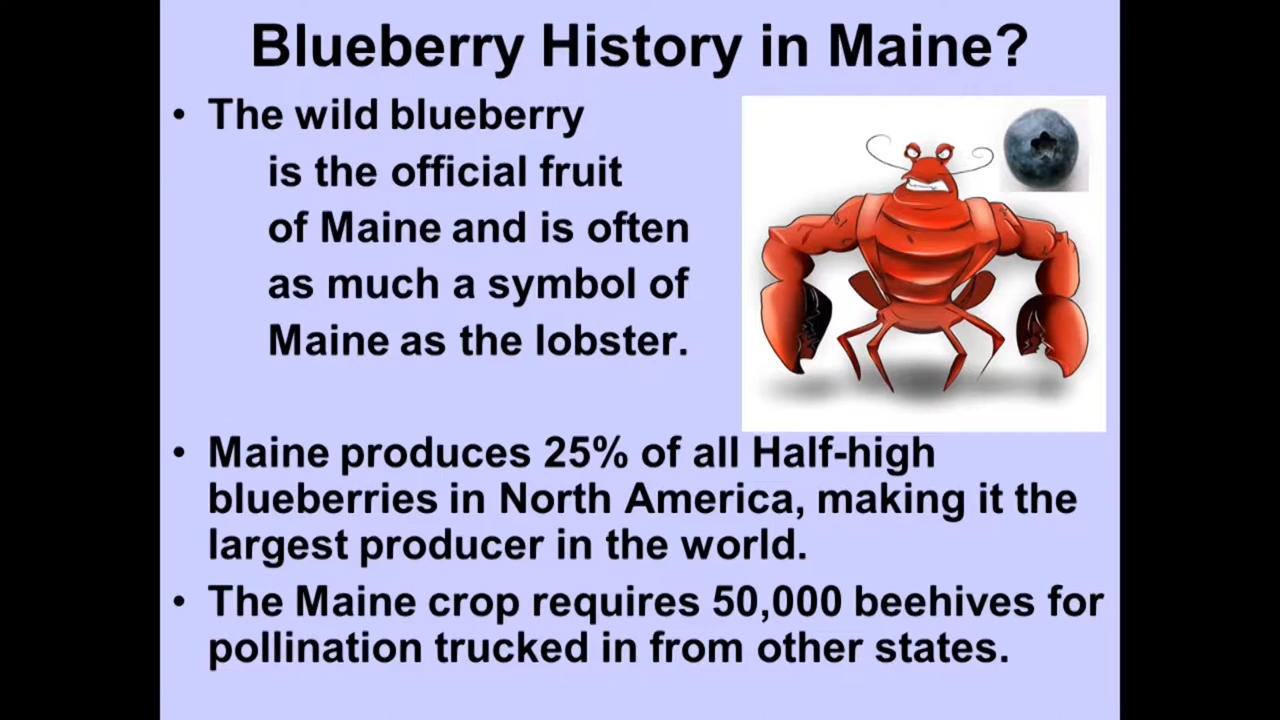 Blueberry History in Maine?
• The wild blueberry
is the official fruit
of Maine and is often
as much a symbol of
Maine as the lobster.
• Maine produces 25% of all Half-high
blueberries in North America, making it the
largest producer in the world.
• The Maine crop requires 50,000 beehives for
pollination trucked in from other states.